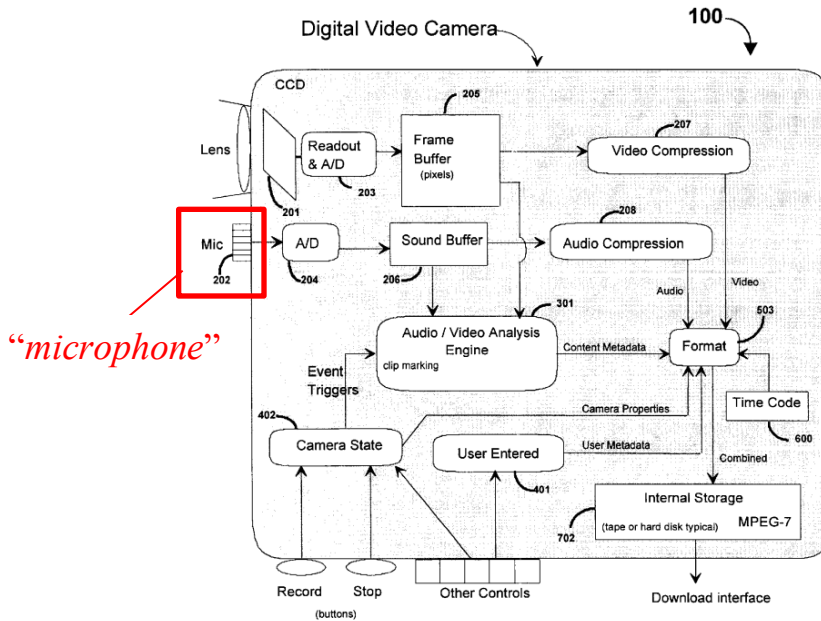 Digital Video Camera
100
CCD
205
207
Lens
Readout
& A/D
203
Frame
Buffer
(pixels)
Video Compression
201
208
Mic
202
A/D
204
Sound Buffer
206
Audio Compression
Audio
Video
"microphone"
301
503
Audio / Video Analysis
Engine
clip marking
Content Metadata
Format
Event
Triggers
402
Camera Properties
Time Code
600
Camera State
User Entered
401
User Metadata
Combined
Internal Storage
(tape or hard disk typical)
MPEG-7
702
Record
Stop
(buttons)
Other Controls
Download interface